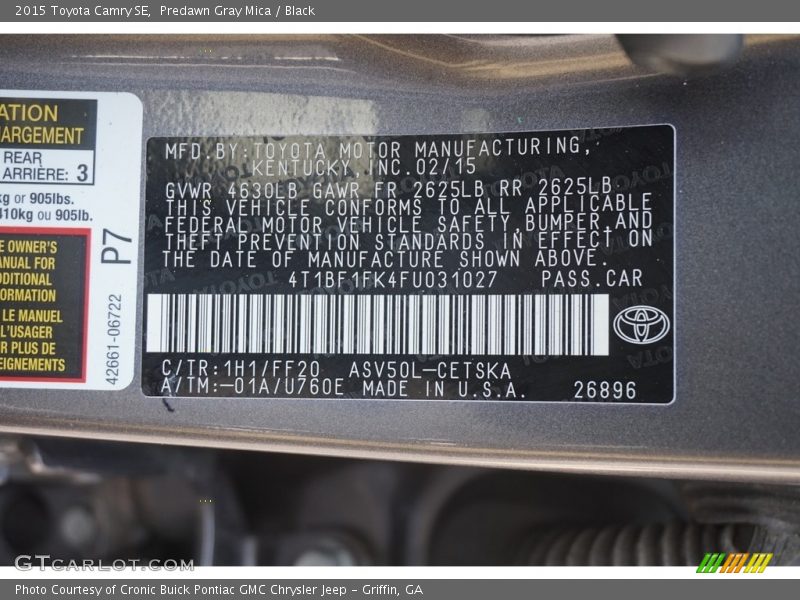 2015 Toyota Camry SE, Predawn Gray Mica / Black
ATION
ARGEMENT
REAR
ARRIÈRE: 3
kg or 905lbs.
410kg ou 905lb.
E OWNER'S
ANUAL FOR
DDITIONAL
ORMATION
LE MANUEL
L'USAGER
R PLUS DE
EIGNEMENTS
P7
42661-06722
MFD.BY:TOYOTA MOTOR MANUFACTURING,
KENTUCKY,INC.02/15
GVWR 4630LB GAWR FR 2625LB RR 2625LB
THIS VEHICLE CONFORMS TO ALL APPLICABLE
FEDERAL MOTOR VEHICLE SAFETY,BUMPER,AND
THEFT PREVENTION STANDARDS IN EFFECT ON
THE DATE OF MANUFACTURE SHOWN ABOVE.
4T1BF1FK4FU031027 PASS.CAR
C/TR:1H1/FF20 ASV50L-CETSKA
A/TM:-01A/U760E MADE IN U.S.A. 26896
GTCARLOT.COM
Photo Courtesy of Cronic Buick Pontiac GMC Chrysler Jeep - Griffin, GA